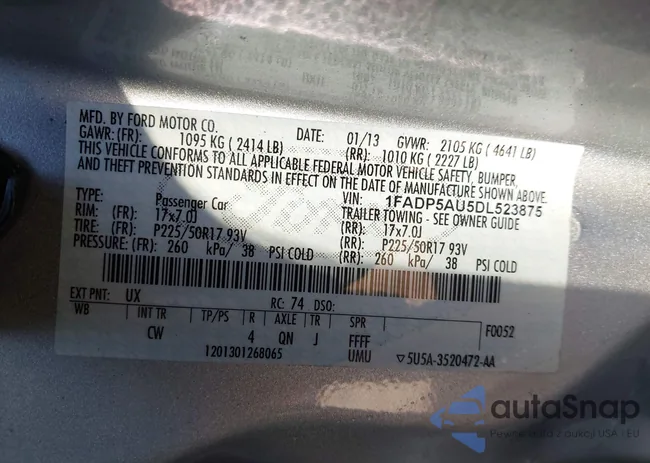 MFD. BY FORD MOTOR CO.
DATE: 01/13 GVWR: 2105 KG ( 4641 LB)
GAWR: (FR): 1095 KG ( 2414 LB) (RR): 1010 KG ( 2227 LB)
THIS VEHICLE CONFORMS TO ALL APPLICABLE FEDERAL MOTOR VEHICLE SAFETY, BUMPER,
AND THEFT PREVENTION STANDARDS IN EFFECT ON THE DATE OF MANUFACTURE SHOWN ABOVE.
VIN: 1FADP5AU5DL523875
TYPE: Passenger Car TRAILER TOWING - SEE OWNER GUIDE
RIM: (FR): 17x7.0J (RR): 17x7.0J
TIRE: (FR): P225/50R17 93V (RR): P225/50R17 93V
PRESSURE: (FR): 260 kPa/ 38 PSI COLD (RR): 260 kPa/ 38 PSI COLD
EXT PNT: UX RC: 74 DSO:
WB INT TR TP/PS R AXLE TR SPR F0052
CW 4 QN J FFFF
1201301268065 UMU ▽5U5A-3520472-AA
autaSnap
Pewne auta z aukcji USA i EU